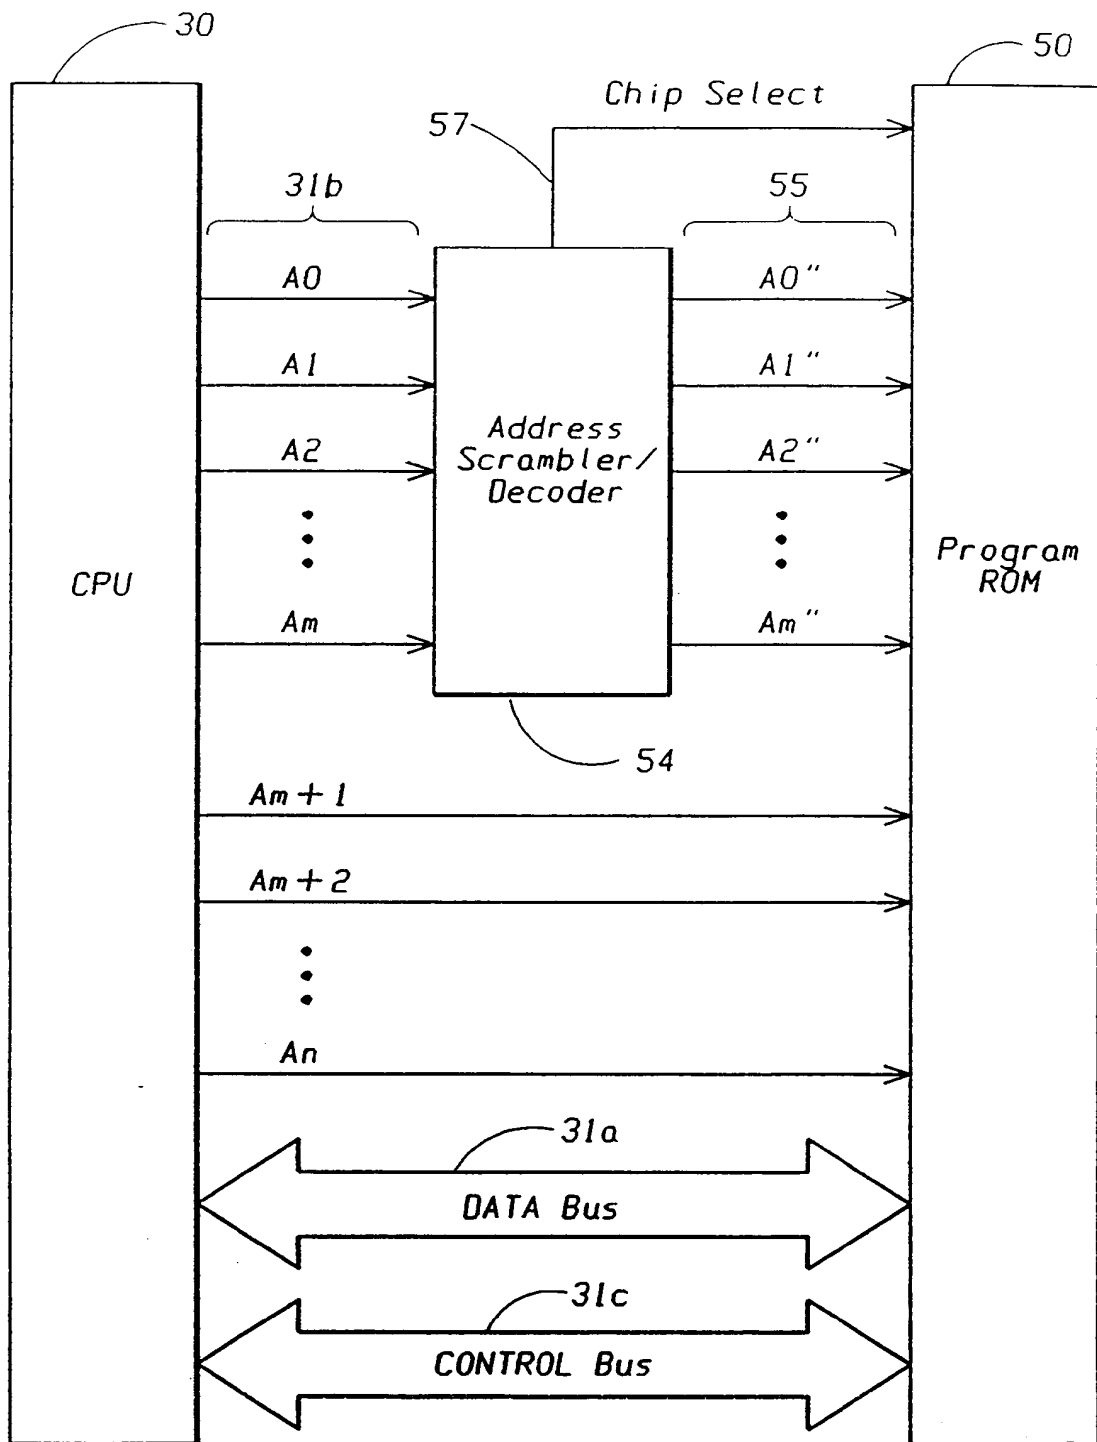 30
50
Chip Select
57
31b
55
A0
A0"
A1
A1"
A2
A2"
Address
Scrambler/
Decoder
CPU
Program
ROM
Am
Am"
54
Am+1
Am+2
An
31a
DATA Bus
31c
CONTROL Bus